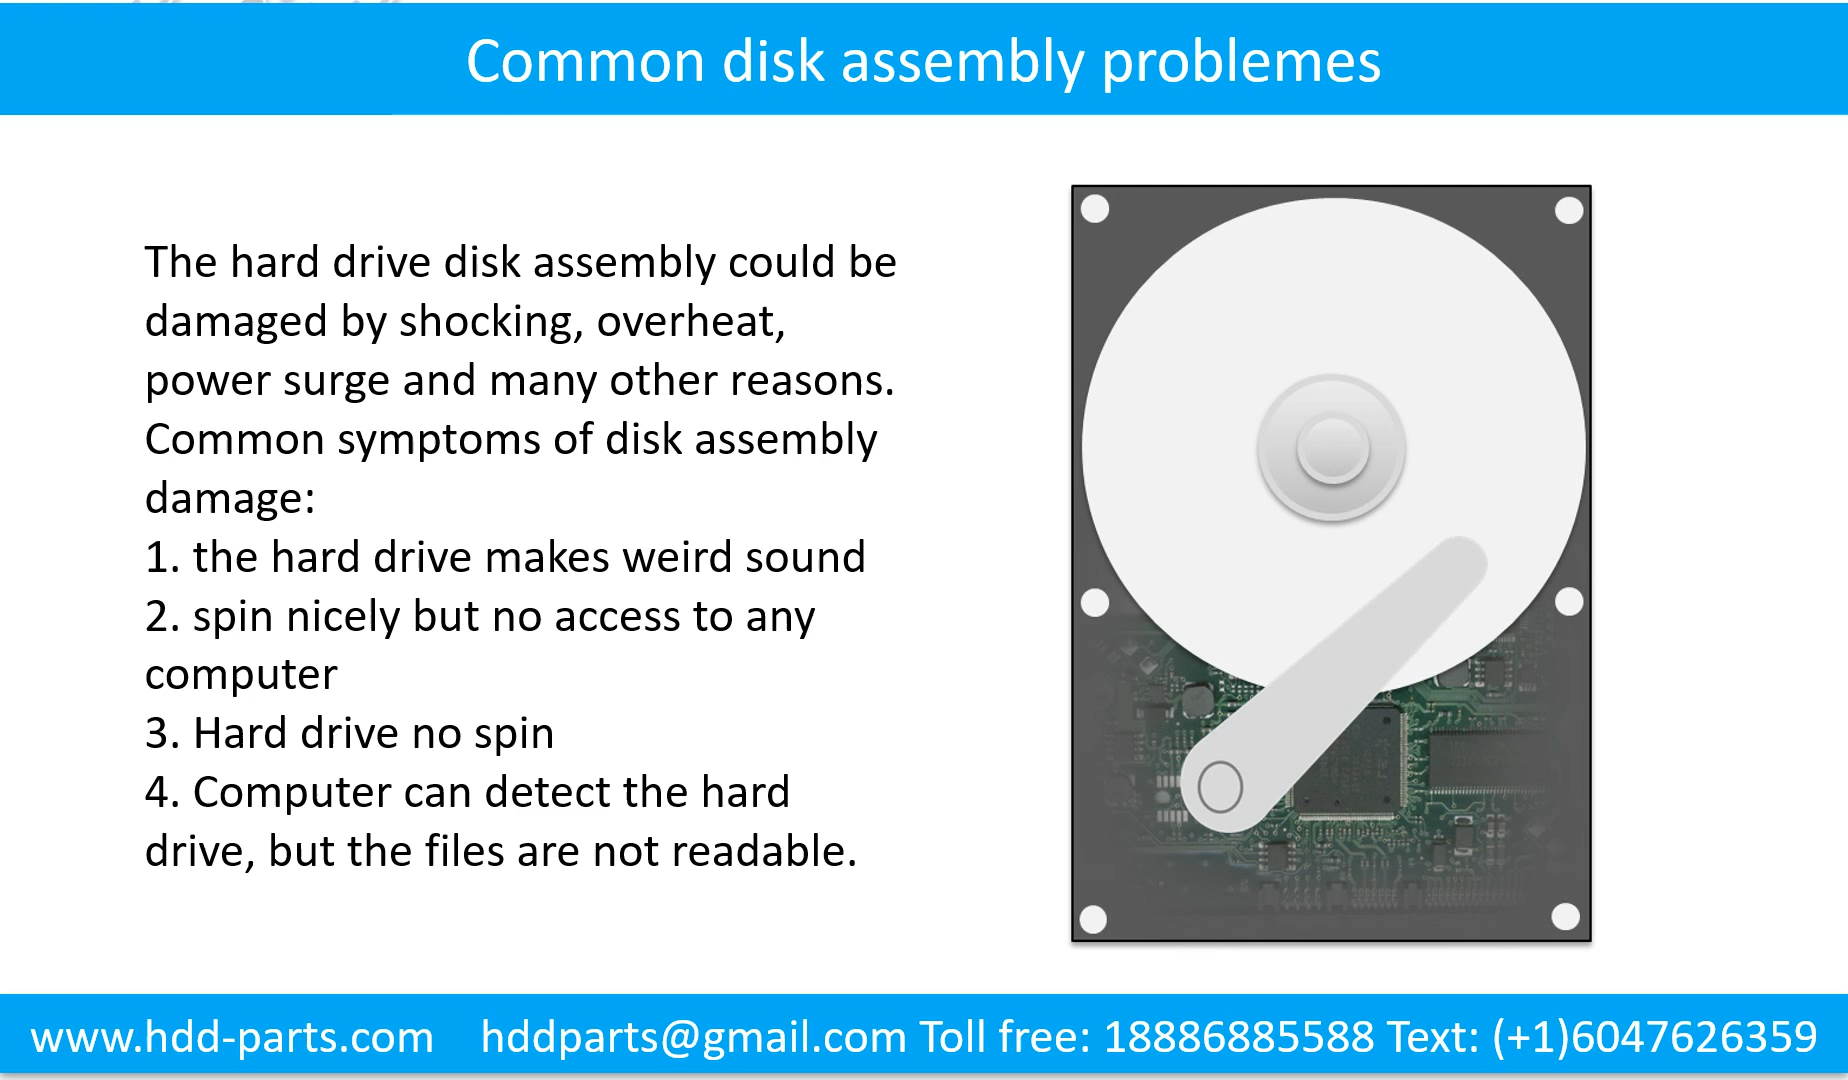 Common disk assembly problemes
The hard drive disk assembly could be
damaged by shocking, overheat,
power surge and many other reasons.
Common symptoms of disk assembly
damage:
1. the hard drive makes weird sound
2. spin nicely but no access to any
computer
3. Hard drive no spin
4. Computer can detect the hard
drive, but the files are not readable.
www.hdd-parts.com hddparts@gmail.com Toll free: 18886885588 Text: (+1)6047626359